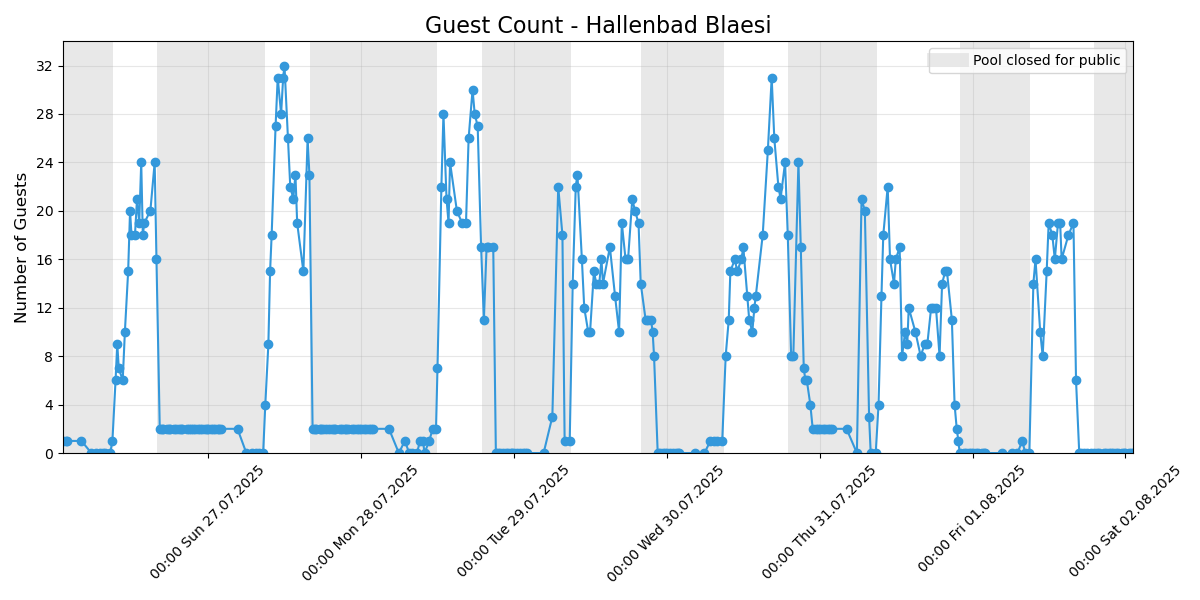 Guest Count - Hallenbad Blaesi
Pool closed for public
Number of Guests
32
28
24
20
16
12
8
4
0
00:00 Sun 27.07.2025
00:00 Mon 28.07.2025
00:00 Tue 29.07.2025
00:00 Wed 30.07.2025
00:00 Thu 31.07.2025
00:00 Fri 01.08.2025
00:00 Sat 02.08.2025